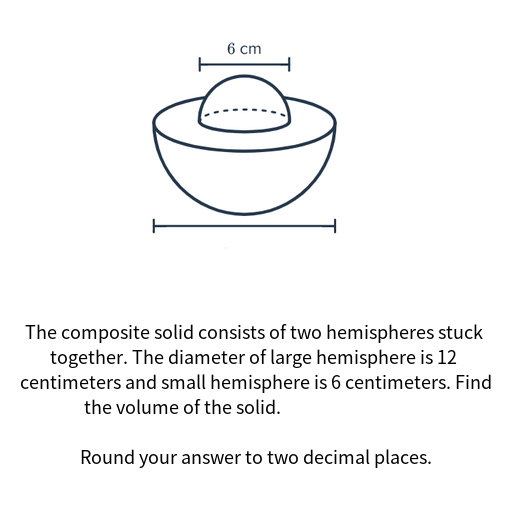 6 cm
The composite solid consists of two hemispheres stuck
together. The diameter of large hemisphere is 12
centimeters and small hemisphere is 6 centimeters. Find
the volume of the solid.
Round your answer to two decimal places.